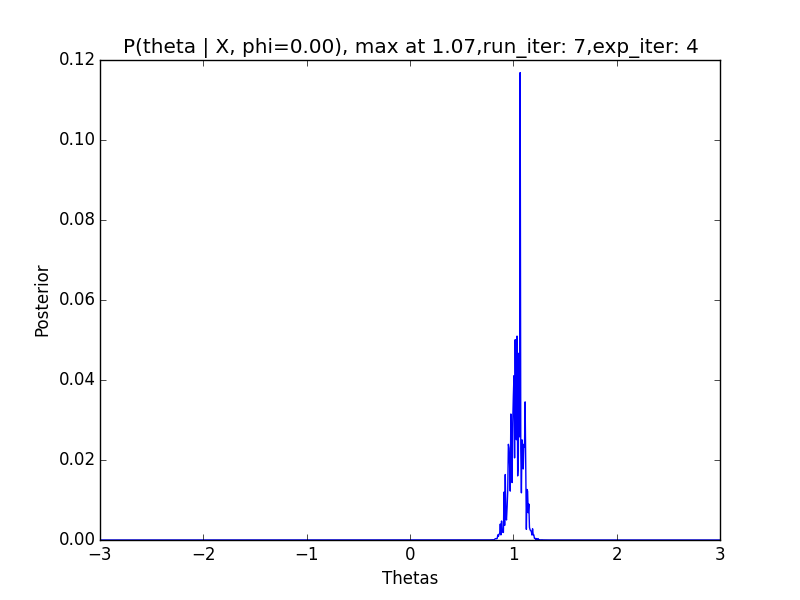 P(theta | X, phi=0.00), max at 1.07,run_iter: 7,exp_iter: 4
0.12
0.10
0.08
0.06
0.04
0.02
0.00
Posterior
−3 −2 −1 0 1 2 3
Thetas